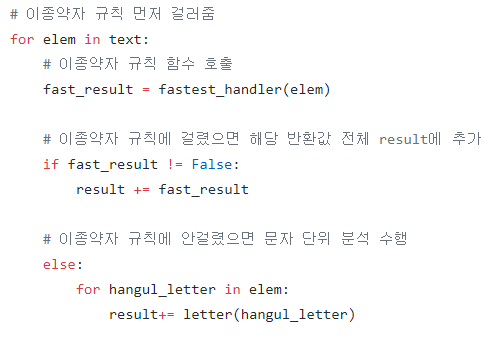 # 이종약자 규칙 먼저 걸러줌
for elem in text:
    # 이종약자 규칙 함수 호출
    fast_result = fastest_handler(elem)

    # 이종약자 규칙에 걸렸으면 해당 반환값 전체 result에 추가
    if fast_result != False:
        result += fast_result

    # 이종약자 규칙에 안걸렸으면 문자 단위 분석 수행
    else:
        for hangul_letter in elem:
            result+= letter(hangul_letter)